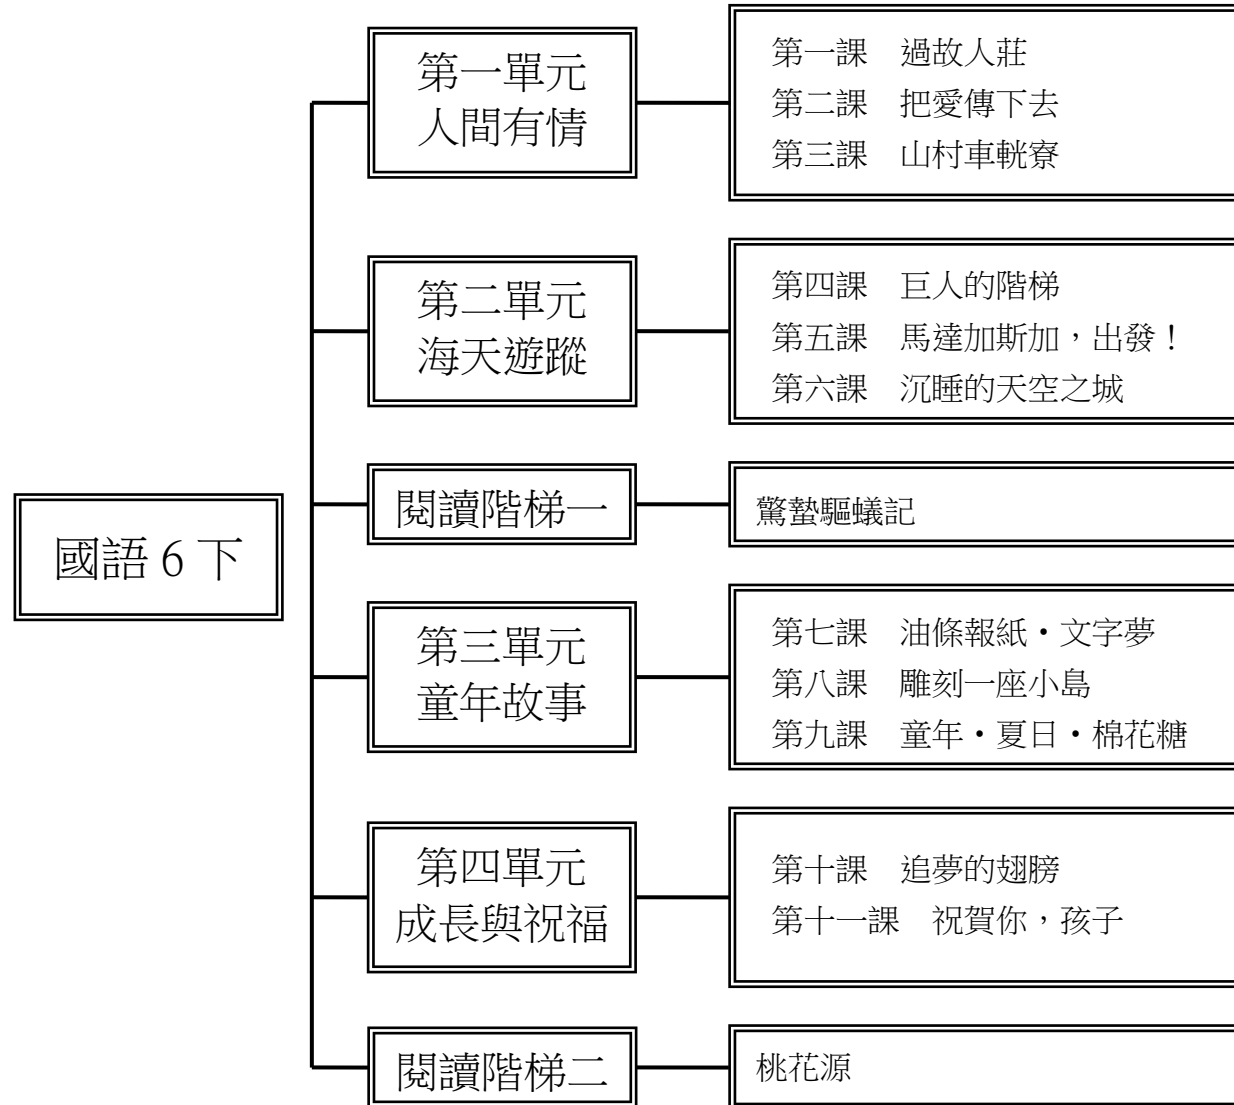 國語 6 下
第一單元
人間有情
第一課　過故人莊
第二課　把愛傳下去
第三課　山村車輄寮
第二單元
海天遊蹤
第四課　巨人的階梯
第五課　馬達加斯加，出發！
第六課　沉睡的天空之城
閱讀階梯一
驚蟄驅蟻記
第三單元
童年故事
第七課　油條報紙・文字夢
第八課　雕刻一座小島
第九課　童年・夏日・棉花糖
第四單元
成長與祝福
第十課　追夢的翅膀
第十一課　祝賀你，孩子
閱讀階梯二
桃花源